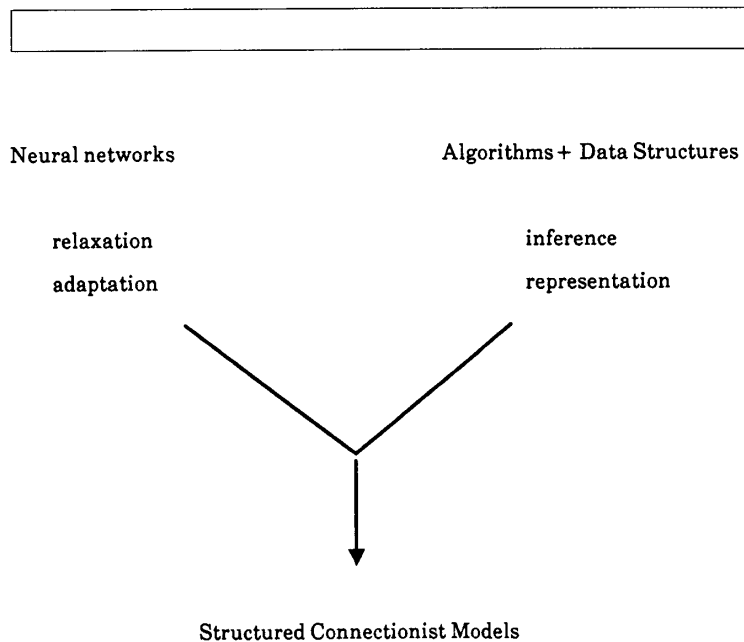 Neural networks
Algorithms + Data Structures
relaxation
inference
adaptation
representation
Structured Connectionist Models